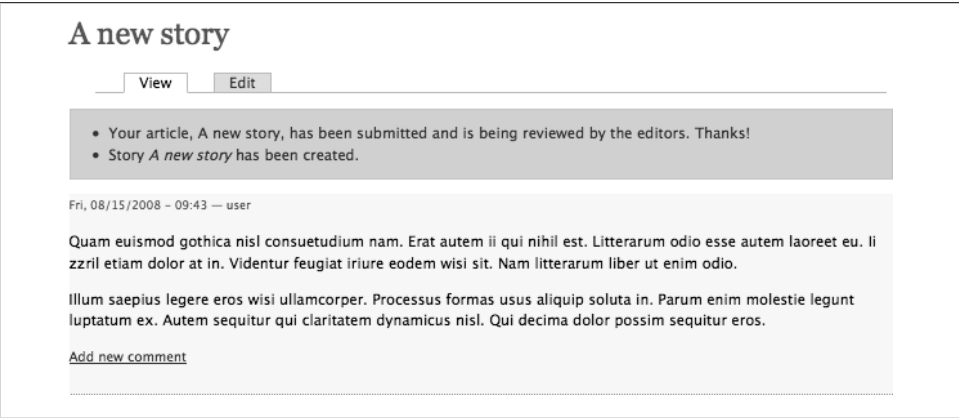 A new story
View Edit
• Your article, A new story, has been submitted and is being reviewed by the editors. Thanks!
• Story A new story has been created.
Fri, 08/15/2008 – 09:43 — user
Quam euismod gothica nisl consuetudium nam. Erat autem ii qui nihil est. Litterarum odio esse autem laoreet eu. Ii
zzril etiam dolor at in. Videntur feugiat iriure eodem wisi sit. Nam litterarum liber ut enim odio.
Illum saepius legere eros wisi ullamcorper. Processus formas usus aliquip soluta in. Parum enim molestie legunt
luptatum ex. Autem sequitur qui claritatem dynamicus nisl. Qui decima dolor possim sequitur eros.
Add new comment